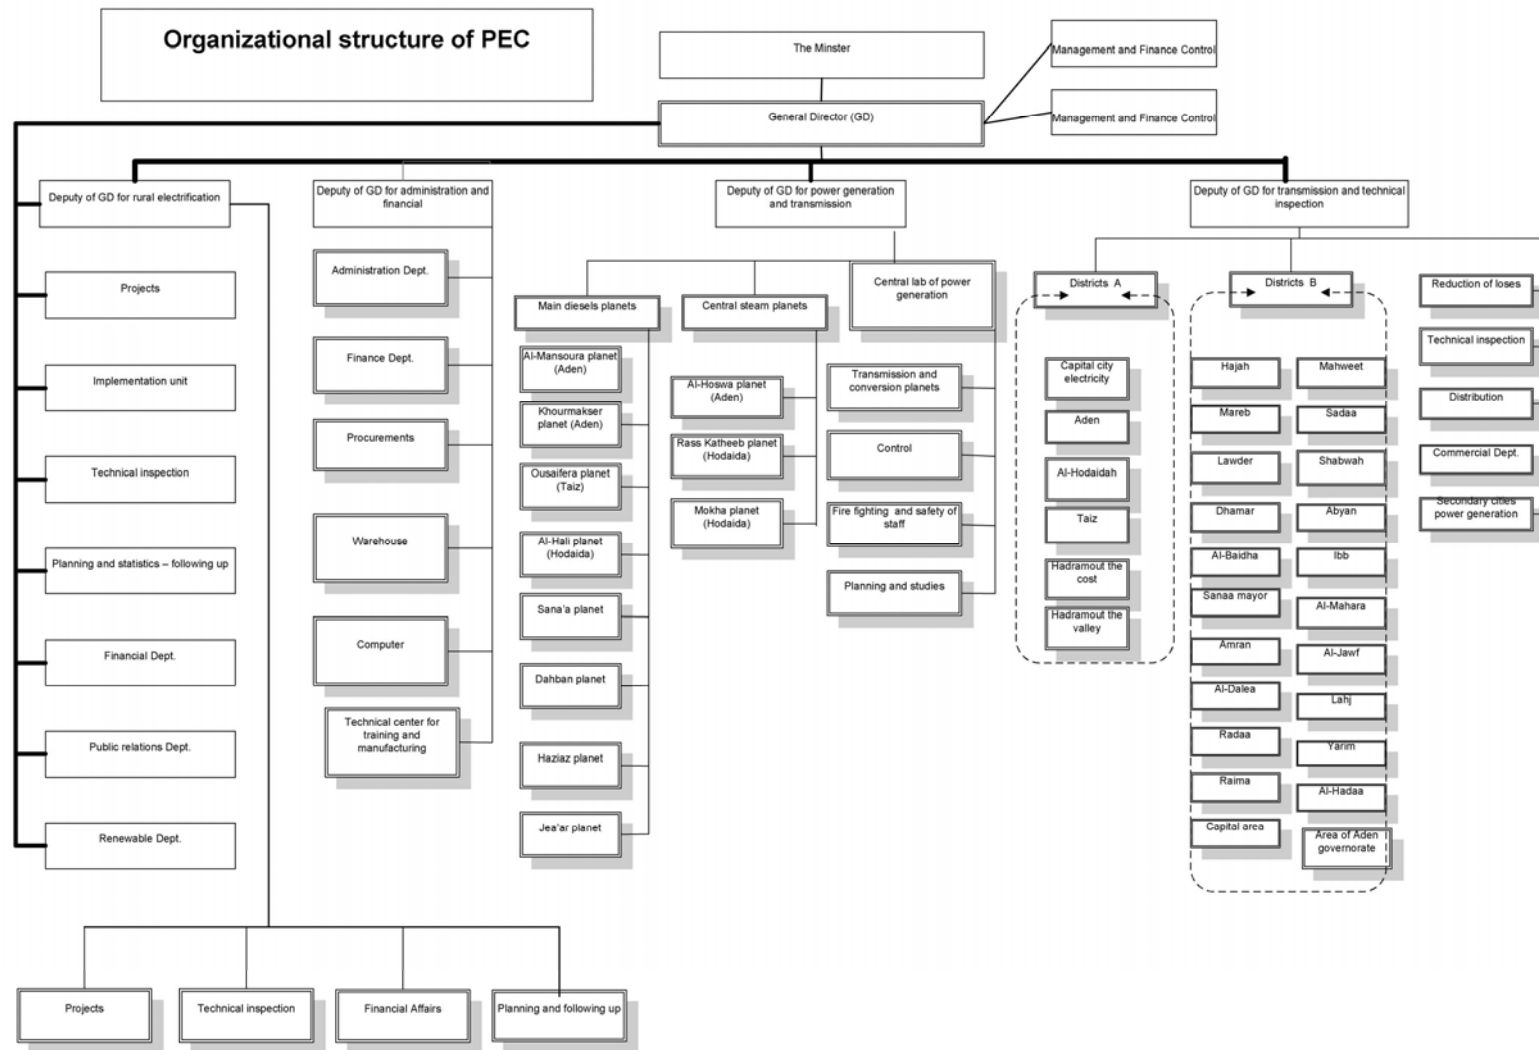 Organizational structure of PEC
The Minster
Management and Finance Control
General Director (GD)
Management and Finance Control
Deputy of GD for rural electrification
Projects
Implementation unit
Technical inspection
Planning and statistics – following up
Financial Dept.
Public relations Dept.
Renewable Dept.
Projects
Technical inspection
Financial Affairs
Planning and following up
Deputy of GD for administration and
financial
Administration Dept.
Finance Dept.
Procurements
Warehouse
Computer
Technical center for
training and
manufacturing
Deputy of GD for power generation
and transmission
Main diesels planets
Al-Mansoura planet
(Aden)
Khourmakser
planet (Aden)
Ousaifera planet
(Taiz)
Al-Hali planet
(Hodaida)
Sana'a planet
Dahban planet
Haziaz planet
Jea'ar planet
Central steam planets
Al-Hoswa planet
(Aden)
Rass Katheeb planet
(Hodaida)
Mokha planet
(Hodaida)
Central lab of power
generation
Transmission and
conversion planets
Control
Fire fighting and safety of
staff
Planning and studies
Deputy of GD for transmission and technical
inspection
Districts A
Capital city
electricity
Aden
Al-Hodaidah
Taiz
Hadramout the
cost
Hadramout the
valley
Districts B
Hajah
Mareb
Lawder
Dhamar
Al-Baidha
Sanaa mayor
Amran
Al-Dalea
Radaa
Raima
Capital area
Mahweet
Sadaa
Shabwah
Abyan
Ibb
Al-Mahara
Al-Jawf
Lahj
Yarim
Al-Hadaa
Area of Aden
governorate
Reduction of loses
Technical inspection
Distribution
Commercial Dept.
Secondary cities
power generation